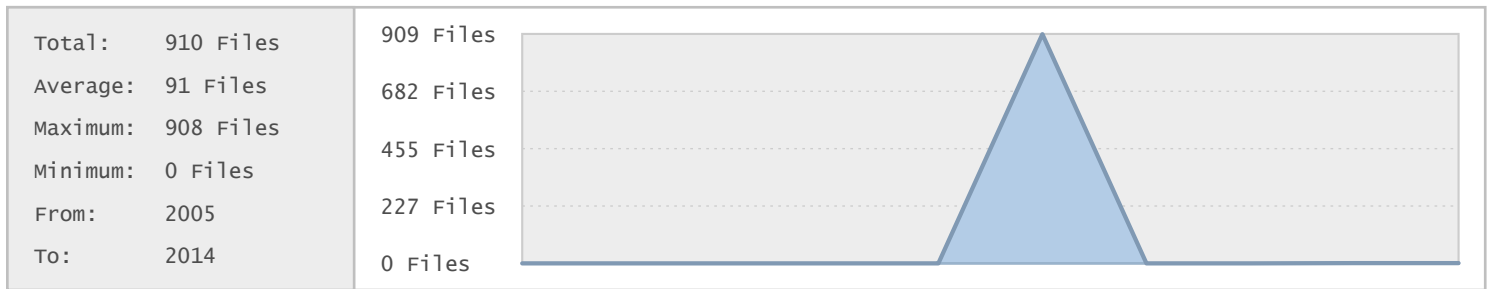 Total: 910 Files
Average: 91 Files
Maximum: 908 Files
Minimum: 0 Files
From: 2005
To: 2014
909 Files
682 Files
455 Files
227 Files
0 Files